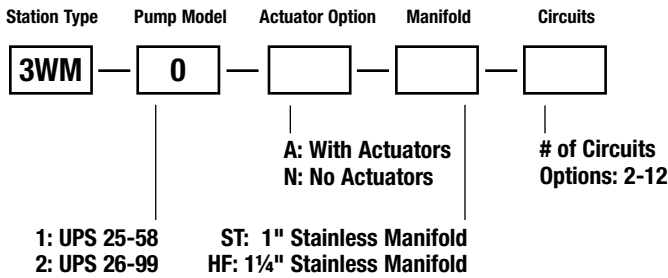 Station Type Pump Model Actuator Option Manifold Circuits
3WM — 0 — — —
A: With Actuators
N: No Actuators
# of Circuits
Options: 2-12
1: UPS 25-58
2: UPS 26-99
ST: 1" Stainless Manifold
HF: 1¼" Stainless Manifold